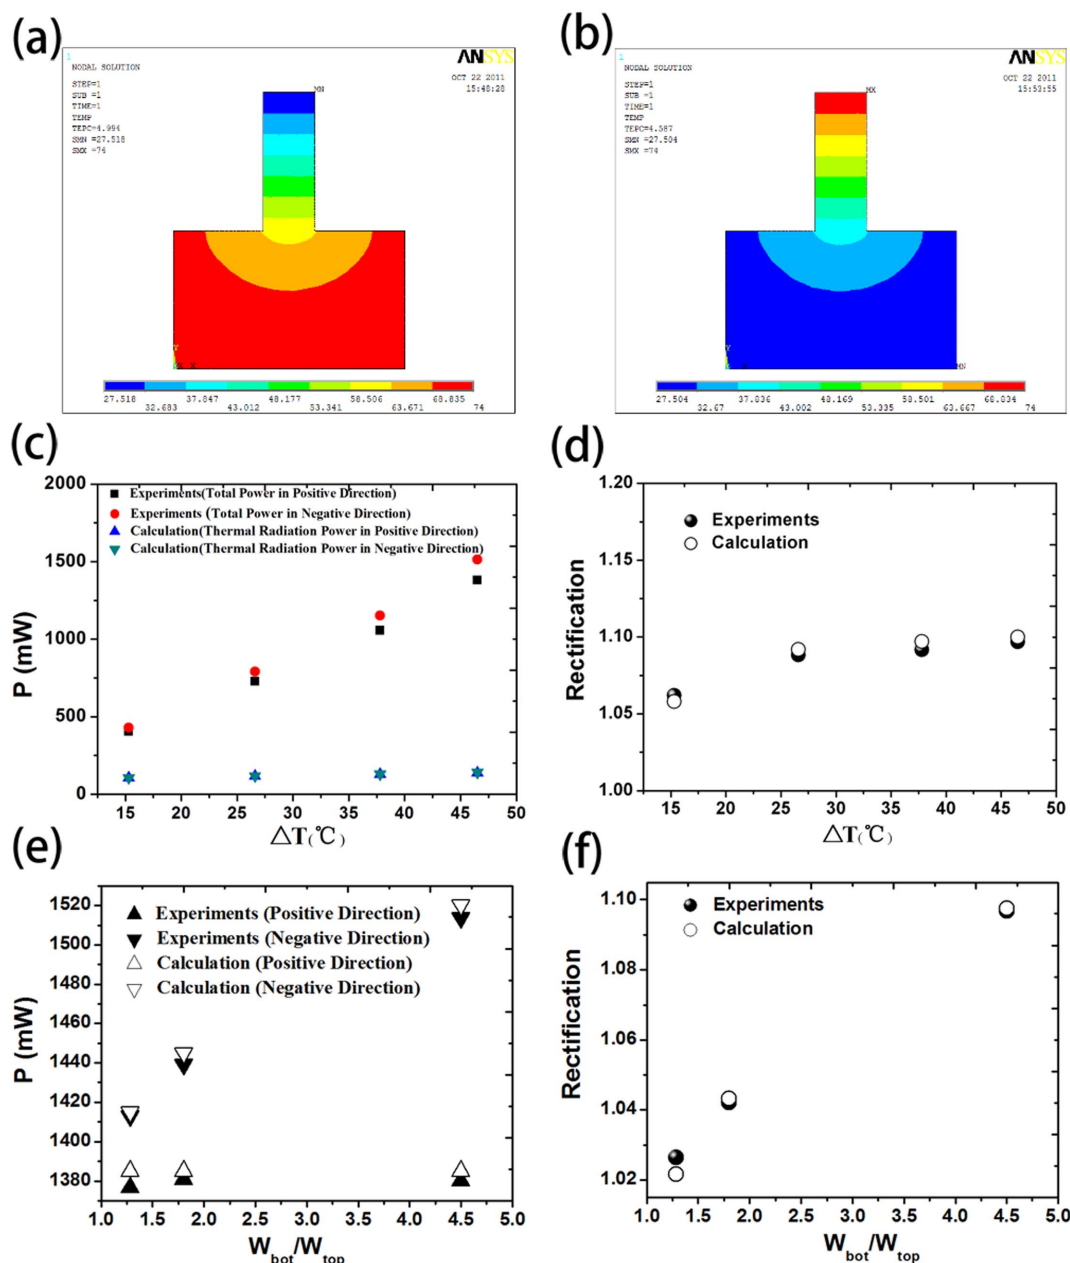 (a)
1
ANSYS
NODAL SOLUTION
OCT 22 2011
15:48:28
STEP=1
SUB =1
TIME=1
TEMP
TEPC=4.994
SMN =27.518
SMX =74
MN
Y
X
27.518 37.847 48.177 58.506 68.835
32.683 43.012 53.341 63.671 74
(b)
1
ANSYS
NODAL SOLUTION
OCT 22 2011
15:53:55
STEP=1
SUB =1
TIME=1
TEMP
TEPC=4.587
SMN =27.504
SMX =74
MX
Y
MN
27.504 37.836 48.169 58.501 68.834
32.67 43.002 53.335 63.667 74
(c)
2000
1500
1000
500
0
P (mW)
Experiments(Total Power in Positive Direction)
Experiments (Total Power in Negative Direction)
Calculation(Thermal Radiation Power in Positive Direction)
Calculation(Thermal Radiation Power in Negative Direction)
15 20 25 30 35 40 45 50
△T(℃)
(d)
1.20
1.15
1.10
1.05
1.00
Rectification
Experiments
Calculation
15 20 25 30 35 40 45 50
△T(℃)
(e)
1520
1500
1480
1460
1440
1420
1400
1380
P (mW)
Experiments (Positive Direction)
Experiments (Negative Direction)
Calculation (Positive Direction)
Calculation (Negative Direction)
1.0 1.5 2.0 2.5 3.0 3.5 4.0 4.5 5.0
Wbot/Wtop
(f)
1.10
1.08
1.06
1.04
1.02
Rectification
Experiments
Calculation
1.0 1.5 2.0 2.5 3.0 3.5 4.0 4.5 5.0
Wbot/Wtop